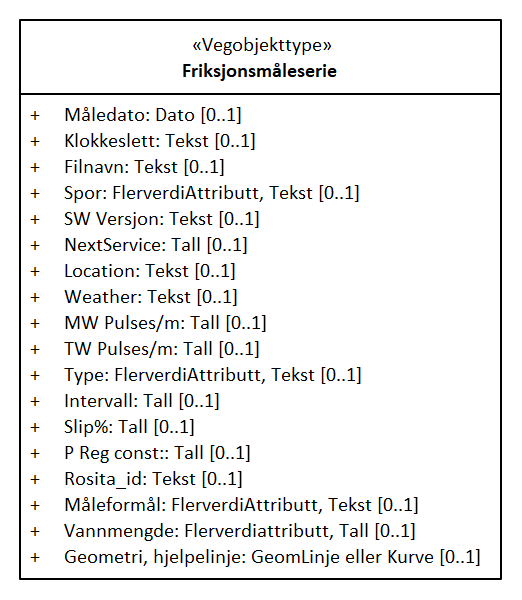 «Vegobjekttype»
Friksjonsmåleserie
+ Måledato: Dato [0..1]
+ Klokkeslett: Tekst [0..1]
+ Filnavn: Tekst [0..1]
+ Spor: FlerverdiAttributt, Tekst [0..1]
+ SW Versjon: Tekst [0..1]
+ NextService: Tall [0..1]
+ Location: Tekst [0..1]
+ Weather: Tekst [0..1]
+ MW Pulses/m: Tall [0..1]
+ TW Pulses/m: Tall [0..1]
+ Type: FlerverdiAttributt, Tekst [0..1]
+ Intervall: Tall [0..1]
+ Slip%: Tall [0..1]
+ P Reg const:: Tall [0..1]
+ Rosita_id: Tekst [0..1]
+ Måleformål: FlerverdiAttributt, Tekst [0..1]
+ Vannmengde: Flerverdiattributt, Tall [0..1]
+ Geometri, hjelpelinje: GeomLinje eller Kurve [0..1]